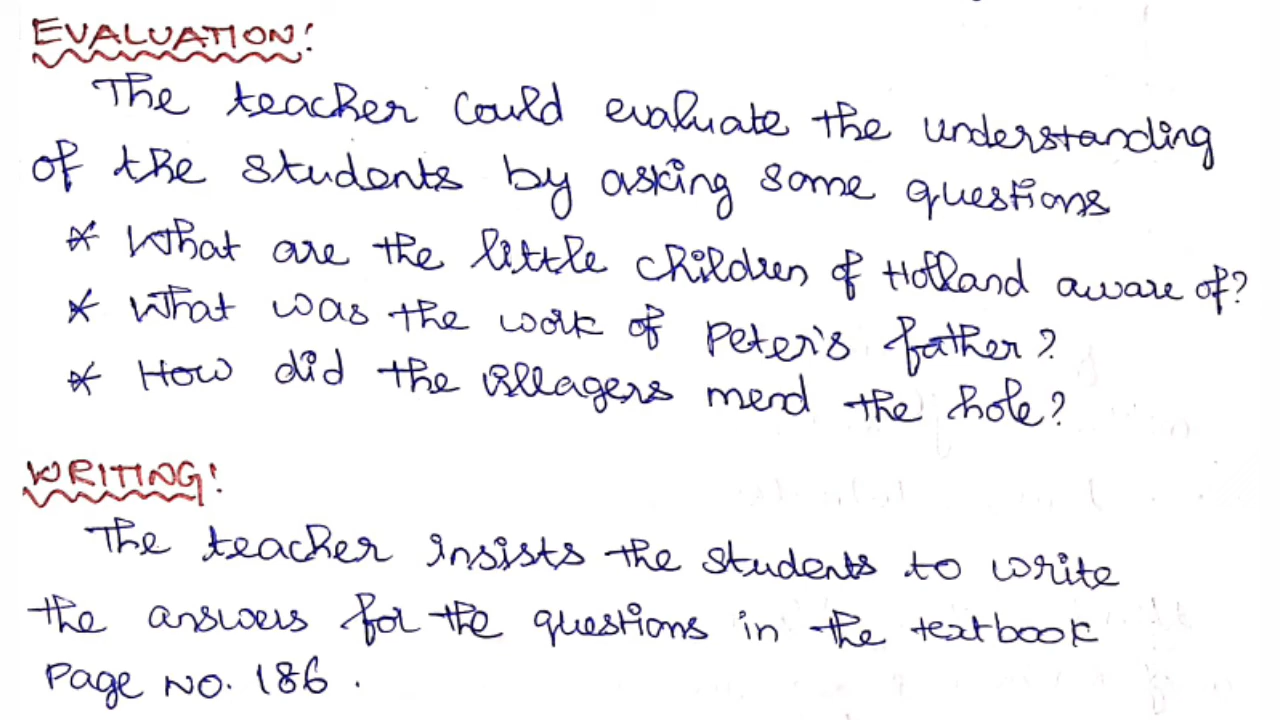 EVALUATION:
The teacher could evaluate the understanding
of the students by asking some questions
* What are the little children of Holland aware of?
* What was the work of Peter's father?
* How did the villagers mend the hole?
WRITING:
The teacher insists the students to write
the answers for the questions in the textbook
Page No. 186.